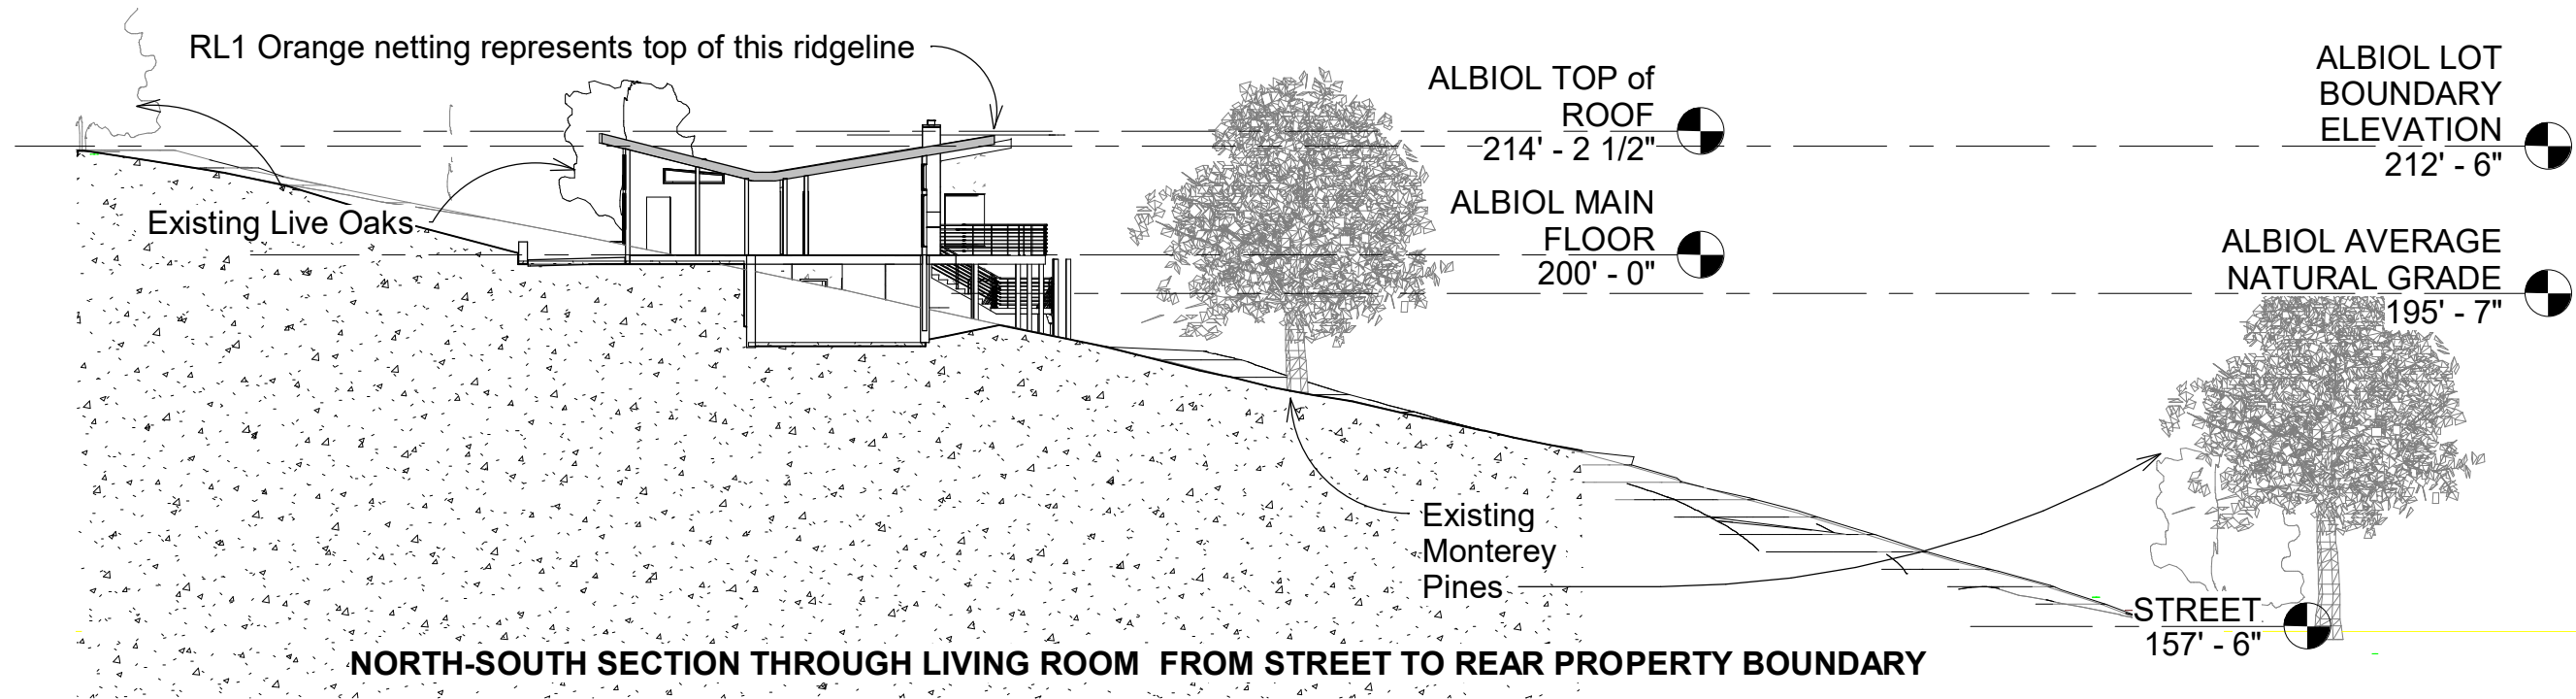 RL1 Orange netting represents top of this ridgeline
Existing Live Oaks
ALBIOL TOP of
ROOF
214' - 2 1/2"
ALBIOL MAIN
FLOOR
200' - 0"
ALBIOL LOT
BOUNDARY
ELEVATION
212' - 6"
ALBIOL AVERAGE
NATURAL GRADE
195' - 7"
Existing
Monterey
Pines
STREET
157' - 6"
NORTH-SOUTH SECTION THROUGH LIVING ROOM FROM STREET TO REAR PROPERTY BOUNDARY